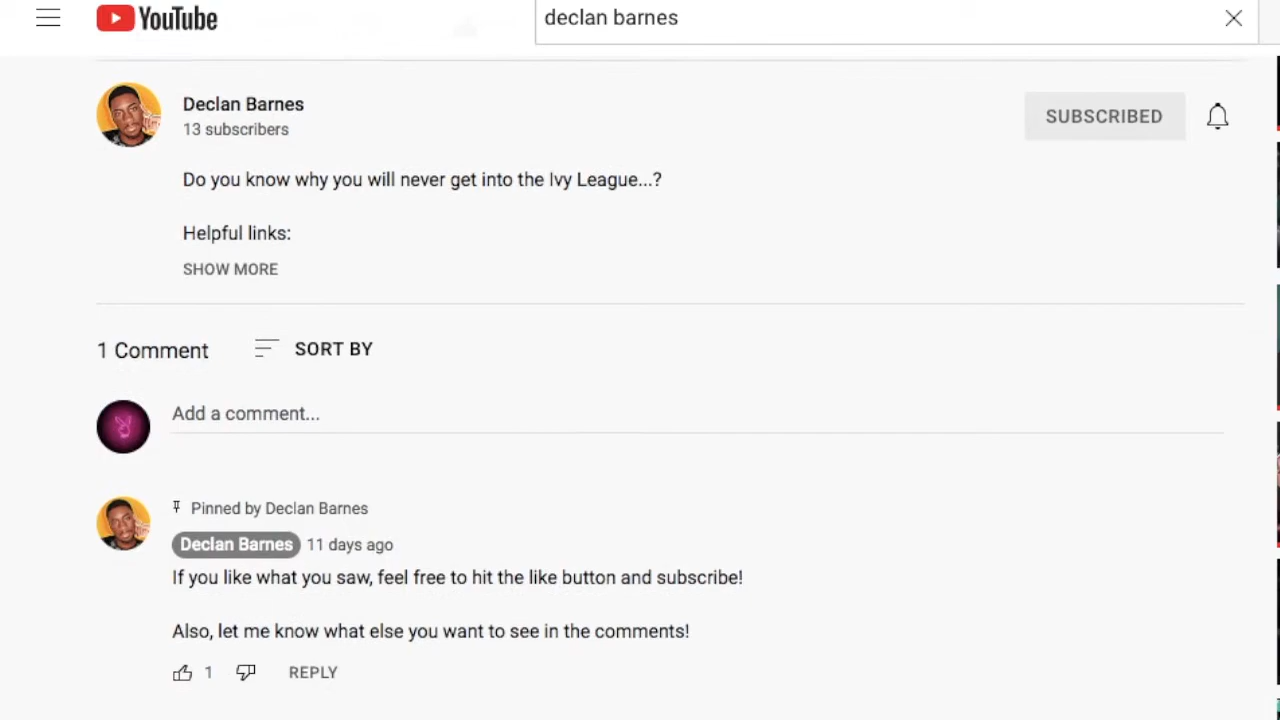 YouTube
declan barnes
Declan Barnes
13 subscribers
SUBSCRIBED
Do you know why you will never get into the Ivy League...?
Helpful links:
SHOW MORE
1 Comment
SORT BY
Add a comment...
Pinned by Declan Barnes
Declan Barnes 11 days ago
If you like what you saw, feel free to hit the like button and subscribe!
Also, let me know what else you want to see in the comments!
1
REPLY